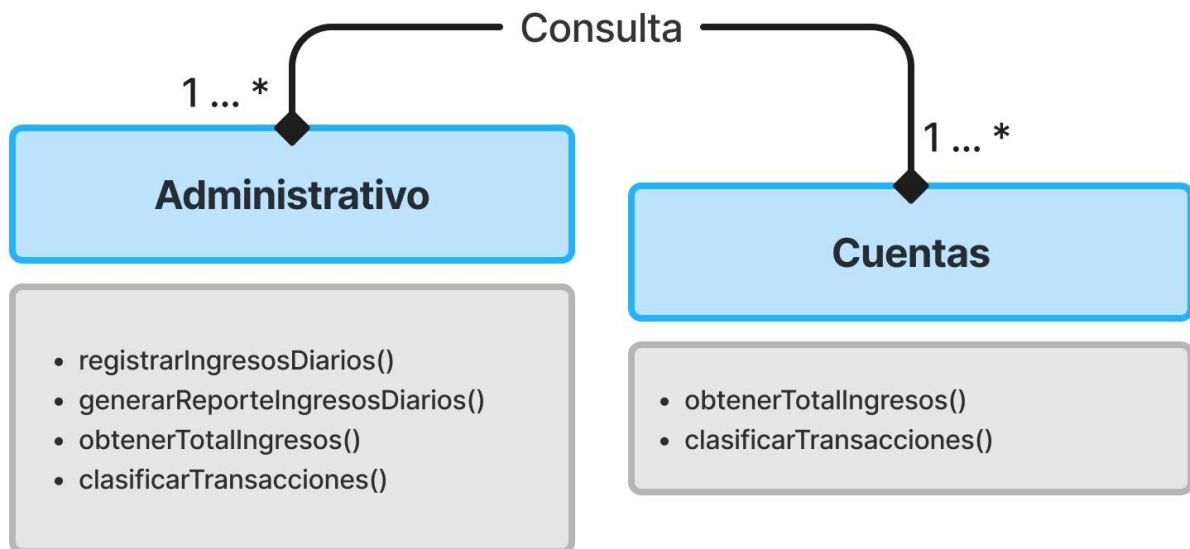 Consulta
1 ... *
1 ... *
Administrativo
Cuentas
• registrarIngresosDiarios()
• generarReporteIngresosDiarios()
• obtenerTotalIngresos()
• clasificarTransacciones()
• obtenerTotalIngresos()
• clasificarTransacciones()